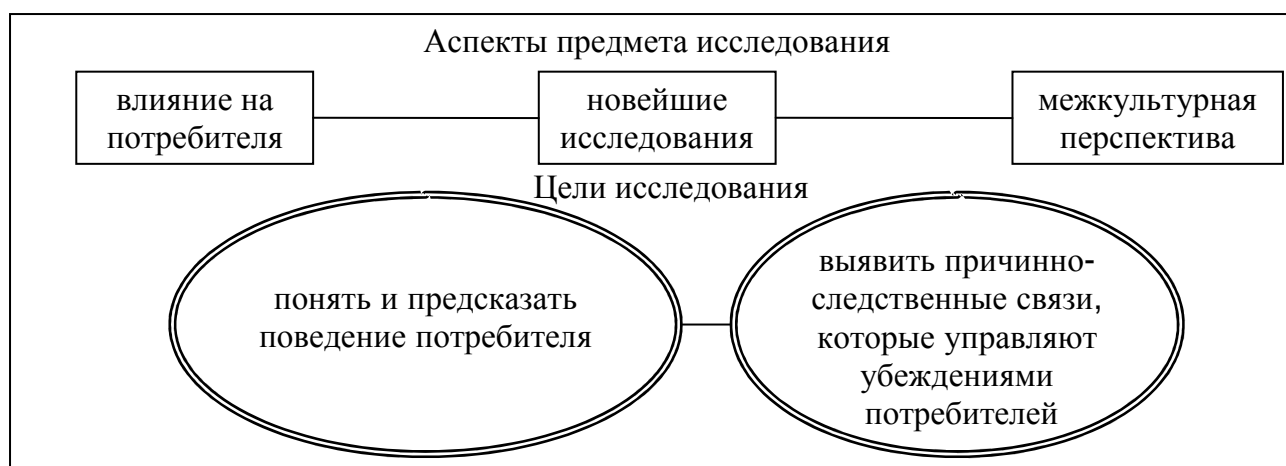 Аспекты предмета исследования
влияние на
потребителя
новейшие
исследования
межкультурная
перспектива
Цели исследования
понять и предсказать
поведение потребителя
выявить причинно-
следственные связи,
которые управляют
убеждениями
потребителей